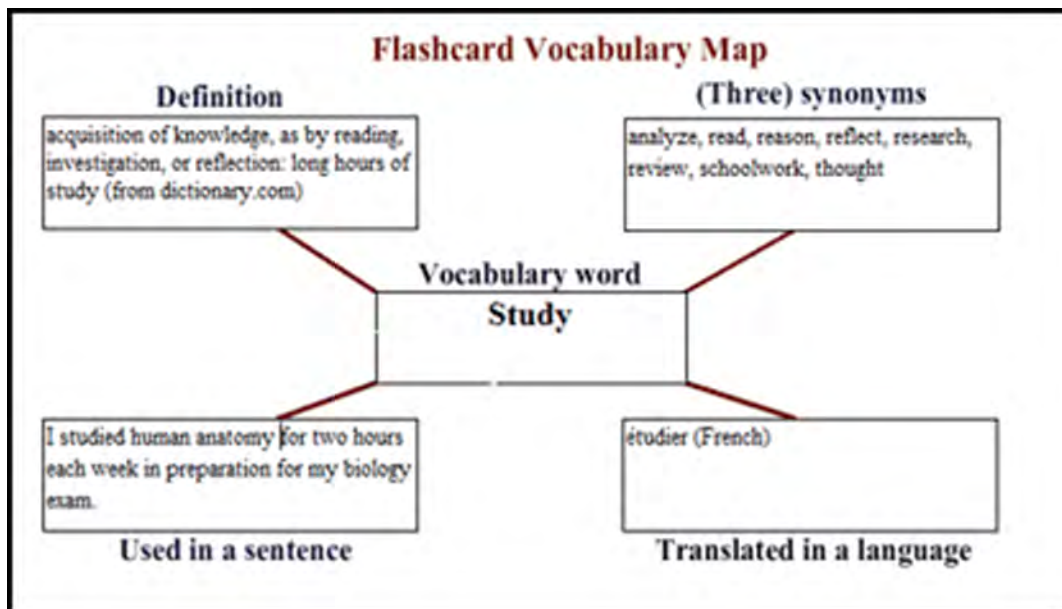 Flashcard Vocabulary Map
Definition
acquisition of knowledge, as by reading,
investigation, or reflection: long hours of
study (from dictionary.com)
(Three) synonyms
analyze, read, reason, reflect, research,
review, schoolwork, thought
Vocabulary word
Study
I studied human anatomy for two hours
each week in preparation for my biology
exam.
Used in a sentence
étudier (French)
Translated in a language